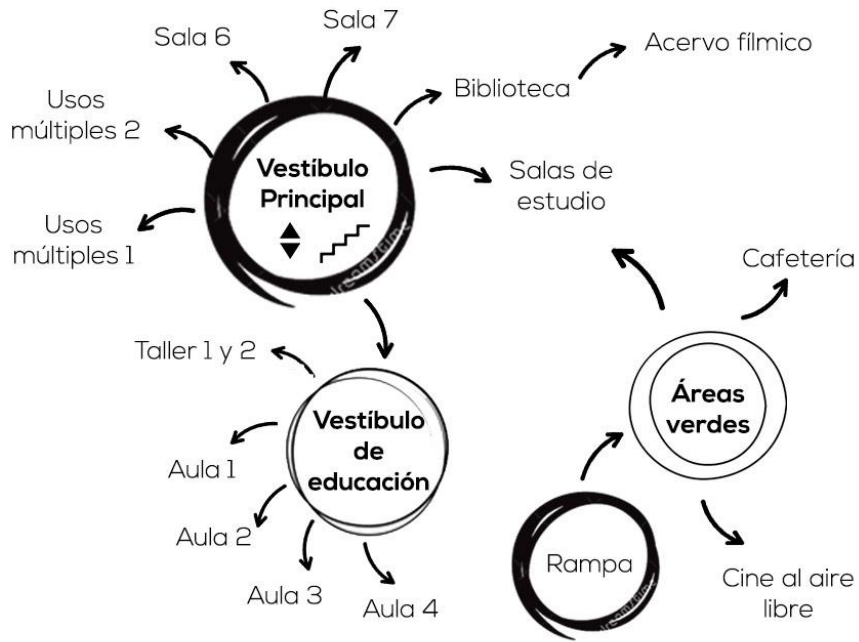 Sala 6
Sala 7
Acervo fílmico
Biblioteca
Usos
múltiples 2
Vestíbulo
Principal
Salas de
estudio
Usos
múltiples 1
Cafetería
Taller 1 y 2
Vestíbulo
de
educación
Áreas
verdes
Aula 1
Aula 2
Aula 3
Aula 4
Rampa
Cine al aire
libre